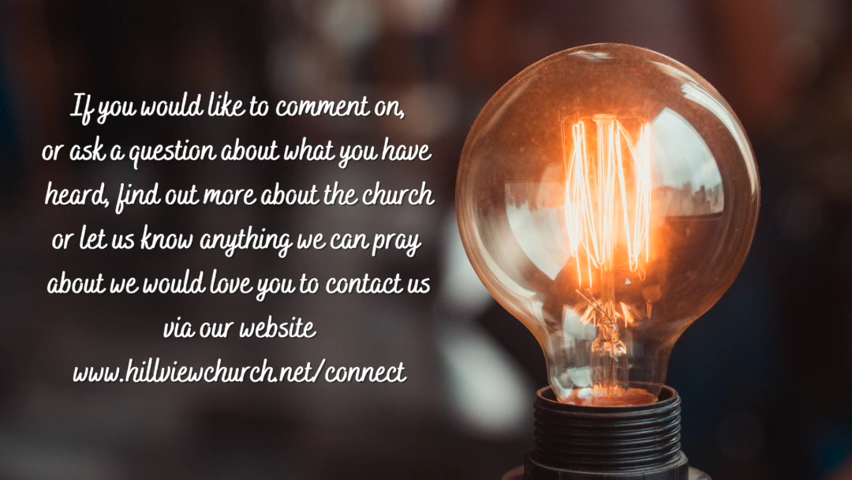 If you would like to comment on,
or ask a question about what you have
heard, find out more about the church
or let us know anything we can pray
about we would love you to contact us
via our website
www.hillviewchurch.net/connect